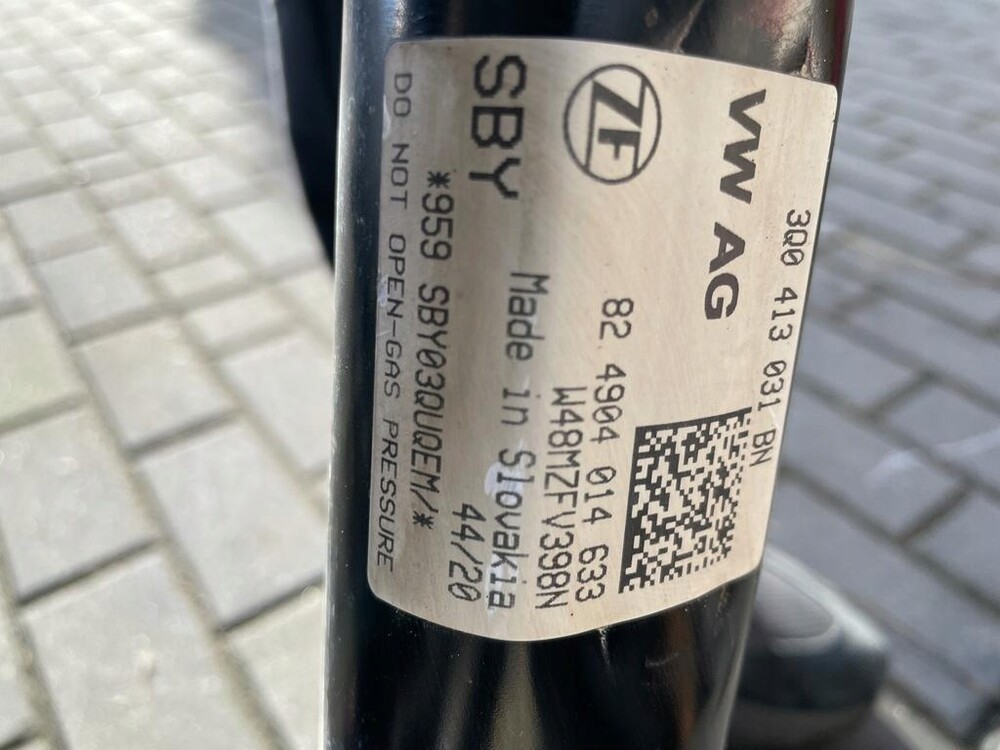 3Q0 413 031 BN
VW AG
ZF
82 4904 014 633
W48MZFV398N
SBY
Made in Slovakia
44/20
*959 SBY03QUQEM/*
DO NOT OPEN-GAS PRESSURE